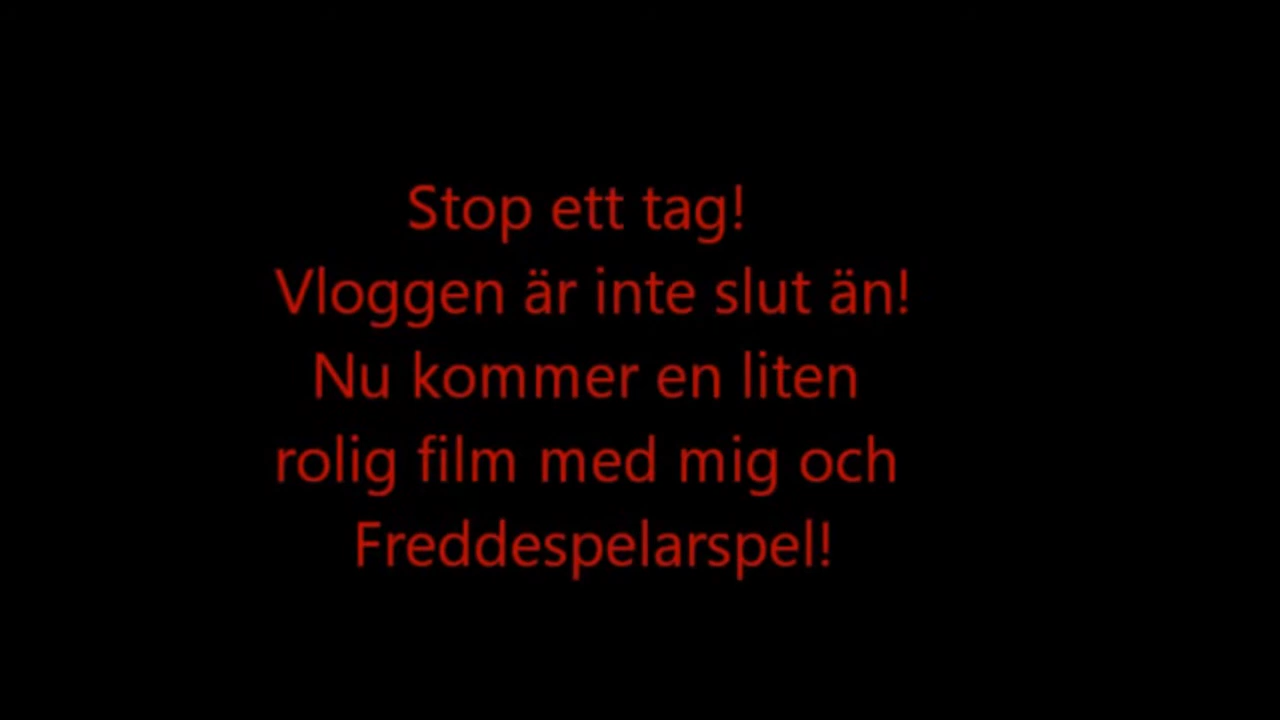 Stop ett tag!
Vloggen är inte slut än!
Nu kommer en liten
rolig film med mig och
Freddespelarspel!